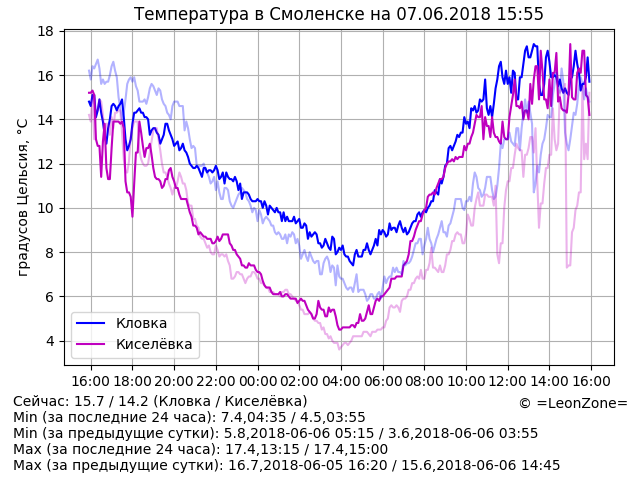 Температура в Смоленске на 07.06.2018 15:55
градусов Цельсия, °C
18
16
14
12
10
8
6
4
Кловка
Киселёвка
16:00 18:00 20:00 22:00 00:00 02:00 04:00 06:00 08:00 10:00 12:00 14:00 16:00
Сейчас: 15.7 / 14.2 (Кловка / Киселёвка)
© =LeonZone=
Min (за последние 24 часа): 7.4,04:35 / 4.5,03:55
Min (за предыдущие сутки): 5.8,2018-06-06 05:15 / 3.6,2018-06-06 03:55
Max (за последние 24 часа): 17.4,13:15 / 17.4,15:00
Max (за предыдущие сутки): 16.7,2018-06-05 16:20 / 15.6,2018-06-06 14:45